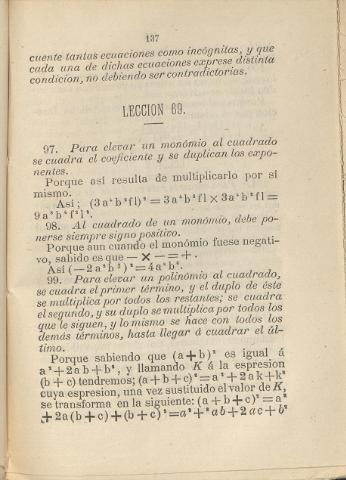 137
cuente tantas ecuaciones como incógnitas, y que
cada una de dichas ecuaciones exprese distinta
condicion, no debiendo ser contradictorias.
LECCION 69.
97. Para elevar un monómio al cuadrado
se cuadra el coeficiente y se duplican los expo-
nentes.
Porque así resulta de multiplicarlo por sí
mismo.
Así; (3a⁴b²fl)²=3a⁴b²fl×3a⁴b²fl=
9a⁸b⁴f²l².
98. Al cuadrado de un monómio, debe po-
nerse siempre signo positivo.
Porque aun cuando el monómio fuese negati-
vo, sabido es que —×—=+.
Así (—2a²b³)²=4a⁴b⁶.
99. Para elevar un polinómio al cuadrado,
se cuadra el primer término, y el duplo de éste
se multiplica por todos los restantes; se cuadra
el segundo, y su duplo se multiplica por todos los
que le siguen, y lo mismo se hace con todos los
demás términos, hasta llegar á cuadrar el úl-
timo.
Porque sabiendo que (a+b)² es igual á
a²+2ab+b², y llamando K á la espresion
(b+c) tendremos; (a+b+c)²=a²+2ak+k²
cuya espresion, una vez sustituido el valor de K,
se transforma en la siguiente: (a+b+c)²=a²
+2a(b+c)+(b+c)²=a²+²ab+2ac+b²